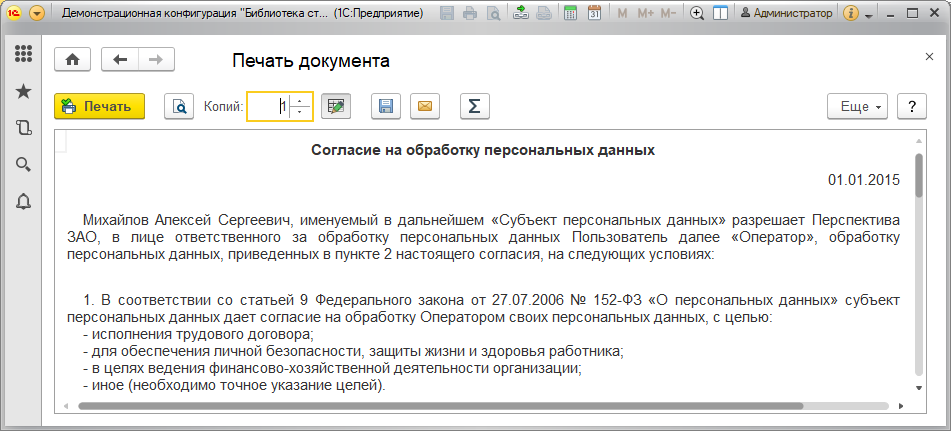 1С Демонстрационная конфигурация "Библиотека ст... (1С:Предприятие) 31 M M+ M- Администратор i
Печать документа
Печать Копий: 1 Σ Еще ?
Согласие на обработку персональных данных
01.01.2015
Михайлов Алексей Сергеевич, именуемый в дальнейшем «Субъект персональных данных» разрешает Перспектива
ЗАО, в лице ответственного за обработку персональных данных Пользователь далее «Оператор», обработку
персональных данных, приведенных в пункте 2 настоящего согласия, на следующих условиях:
1. В соответствии со статьей 9 Федерального закона от 27.07.2006 № 152-ФЗ «О персональных данных» субъект
персональных данных дает согласие на обработку Оператором своих персональных данных, с целью:
- исполнения трудового договора;
- для обеспечения личной безопасности, защиты жизни и здоровья работника;
- в целях ведения финансово-хозяйственной деятельности организации;
- иное (необходимо точное указание целей).